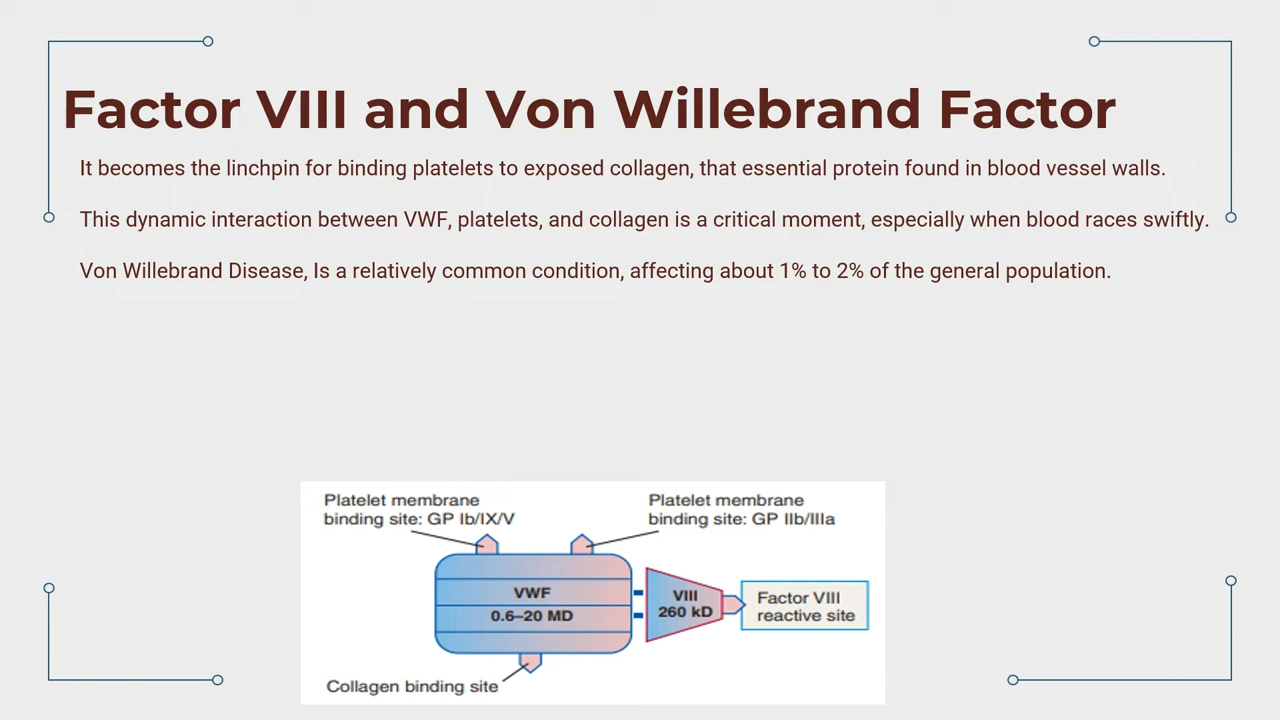 Factor VIII and Von Willebrand Factor
It becomes the linchpin for binding platelets to exposed collagen, that essential protein found in blood vessel walls.
This dynamic interaction between VWF, platelets, and collagen is a critical moment, especially when blood races swiftly.
Von Willebrand Disease, Is a relatively common condition, affecting about 1% to 2% of the general population.
Platelet membrane
binding site: GP Ib/IX/V
Platelet membrane
binding site: GP IIb/IIIa
VWF
0.6–20 MD
VIII
260 kD
Factor VIII
reactive site
Collagen binding site